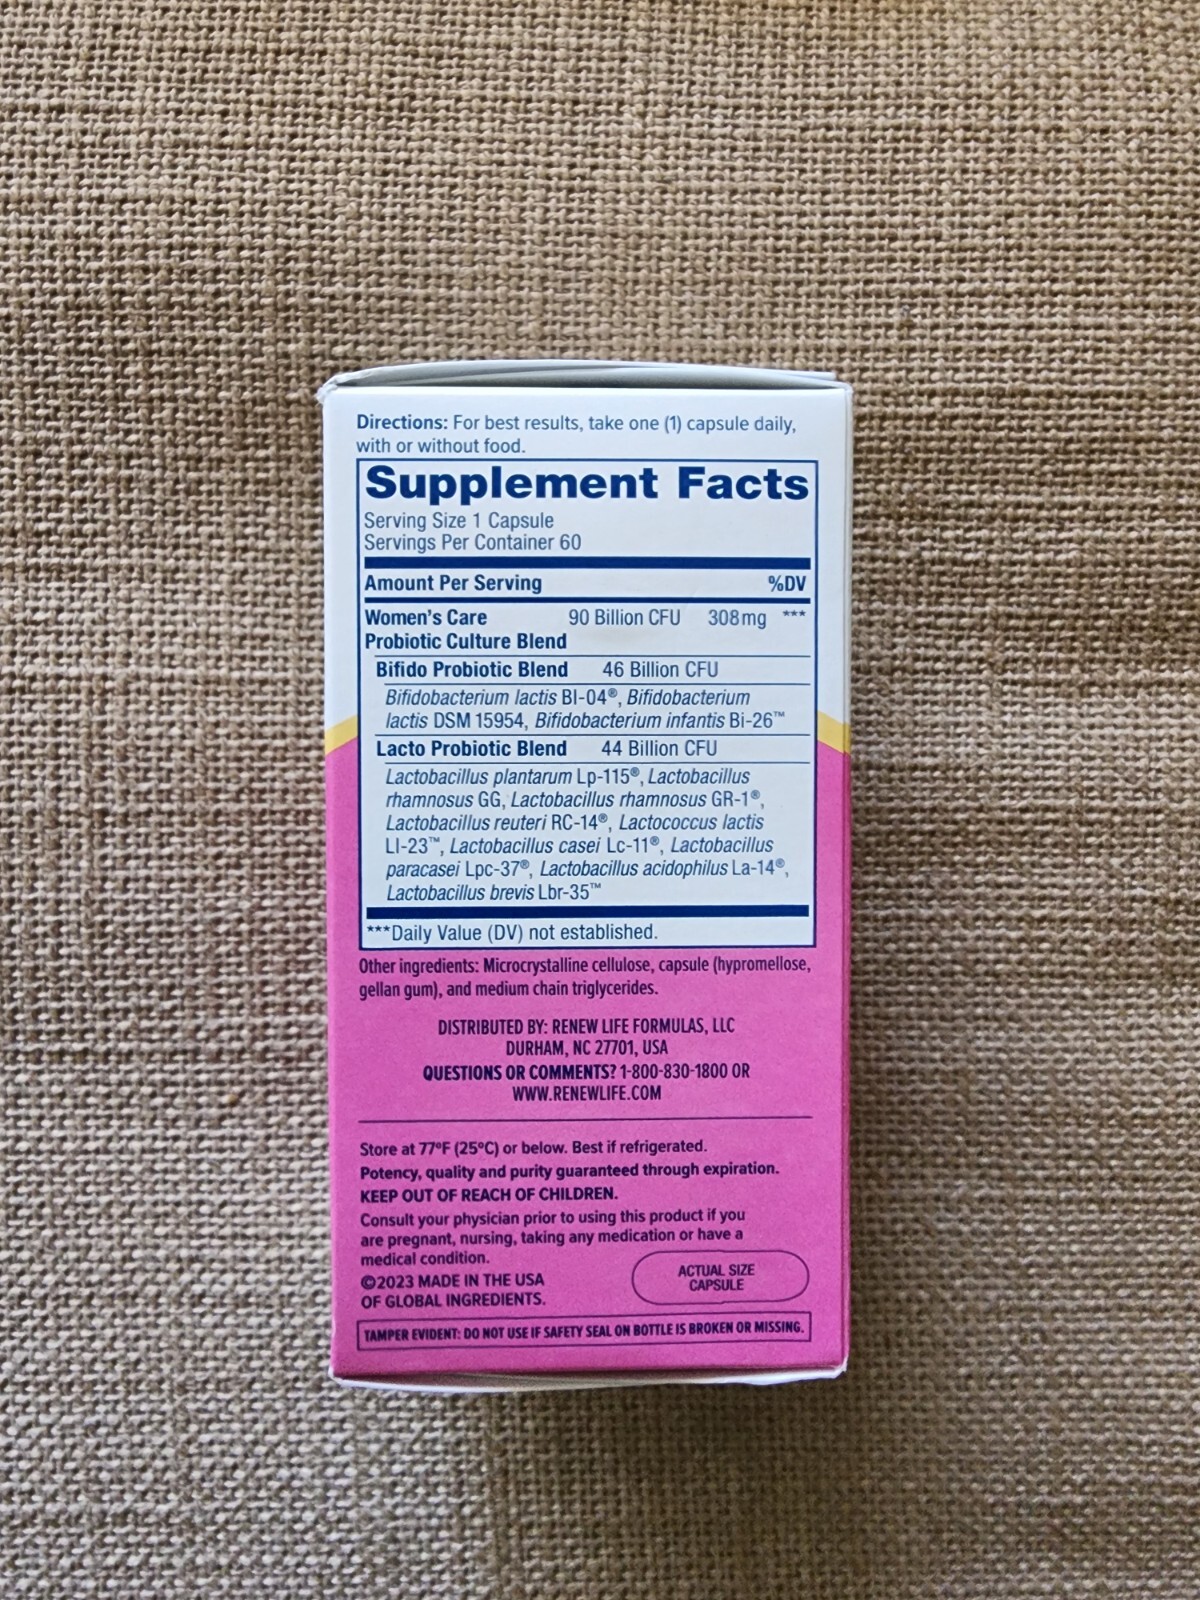 Directions: For best results, take one (1) capsule daily,
with or without food.
Supplement Facts
Serving Size 1 Capsule
Servings Per Container 60
Amount Per Serving %DV
Women's Care 90 Billion CFU 308mg ***
Probiotic Culture Blend
Bifido Probiotic Blend 46 Billion CFU
Bifidobacterium lactis Bl-04®, Bifidobacterium
lactis DSM 15954, Bifidobacterium infantis Bi-26™
Lacto Probiotic Blend 44 Billion CFU
Lactobacillus plantarum Lp-115®, Lactobacillus
rhamnosus GG, Lactobacillus rhamnosus GR-1®,
Lactobacillus reuteri RC-14®, Lactococcus lactis
Ll-23™, Lactobacillus casei Lc-11®, Lactobacillus
paracasei Lpc-37®, Lactobacillus acidophilus La-14®,
Lactobacillus brevis Lbr-35™
***Daily Value (DV) not established.
Other ingredients: Microcrystalline cellulose, capsule (hypromellose,
gellan gum), and medium chain triglycerides.
DISTRIBUTED BY: RENEW LIFE FORMULAS, LLC
DURHAM, NC 27701, USA
QUESTIONS OR COMMENTS? 1-800-830-1800 OR
WWW.RENEWLIFE.COM
Store at 77°F (25°C) or below. Best if refrigerated.
Potency, quality and purity guaranteed through expiration.
KEEP OUT OF REACH OF CHILDREN.
Consult your physician prior to using this product if you
are pregnant, nursing, taking any medication or have a
medical condition.
©2023 MADE IN THE USA
OF GLOBAL INGREDIENTS.
ACTUAL SIZE
CAPSULE
TAMPER EVIDENT: DO NOT USE IF SAFETY SEAL ON BOTTLE IS BROKEN OR MISSING.